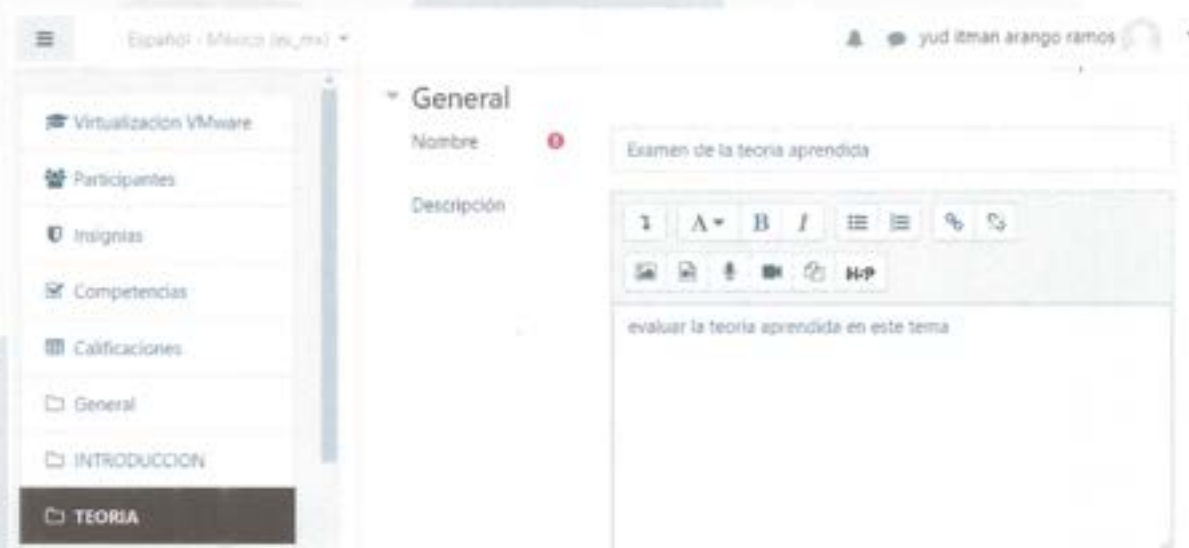 Español - México (es_mx)
yud itman arango ramos
Virtualizacion VMware
Participantes
Insignias
Competencias
Calificaciones
General
INTRODUCCION
TEORIA
General
Nombre
Examen de la teoria aprendida
Descripción
A B I
H-P
evaluar la teoria aprendida en este tema